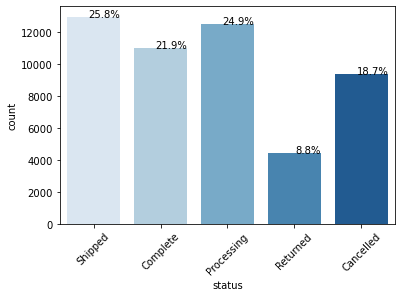 25.8%
21.9%
24.9%
8.8%
18.7%
12000
10000
8000
6000
4000
2000
0
count
Shipped
Complete
Processing
Returned
Cancelled
status